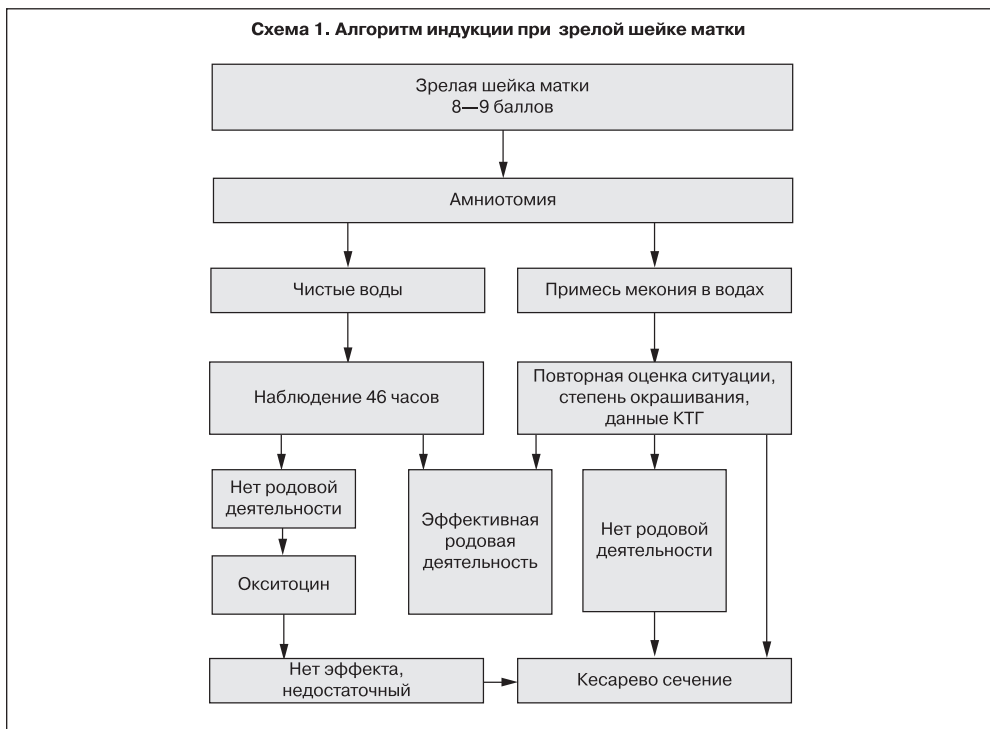 Схема 1. Алгоритм индукции при зрелой шейке матки
Зрелая шейка матки
8—9 баллов
Амниотомия
Чистые воды
Примесь мекония в водах
Наблюдение 46 часов
Повторная оценка ситуации,
степень окрашивания,
данные КТГ
Нет родовой
деятельности
Эффективная
родовая
деятельность
Нет родовой
деятельности
Окситоцин
Нет эффекта,
недостаточный
Кесарево сечение